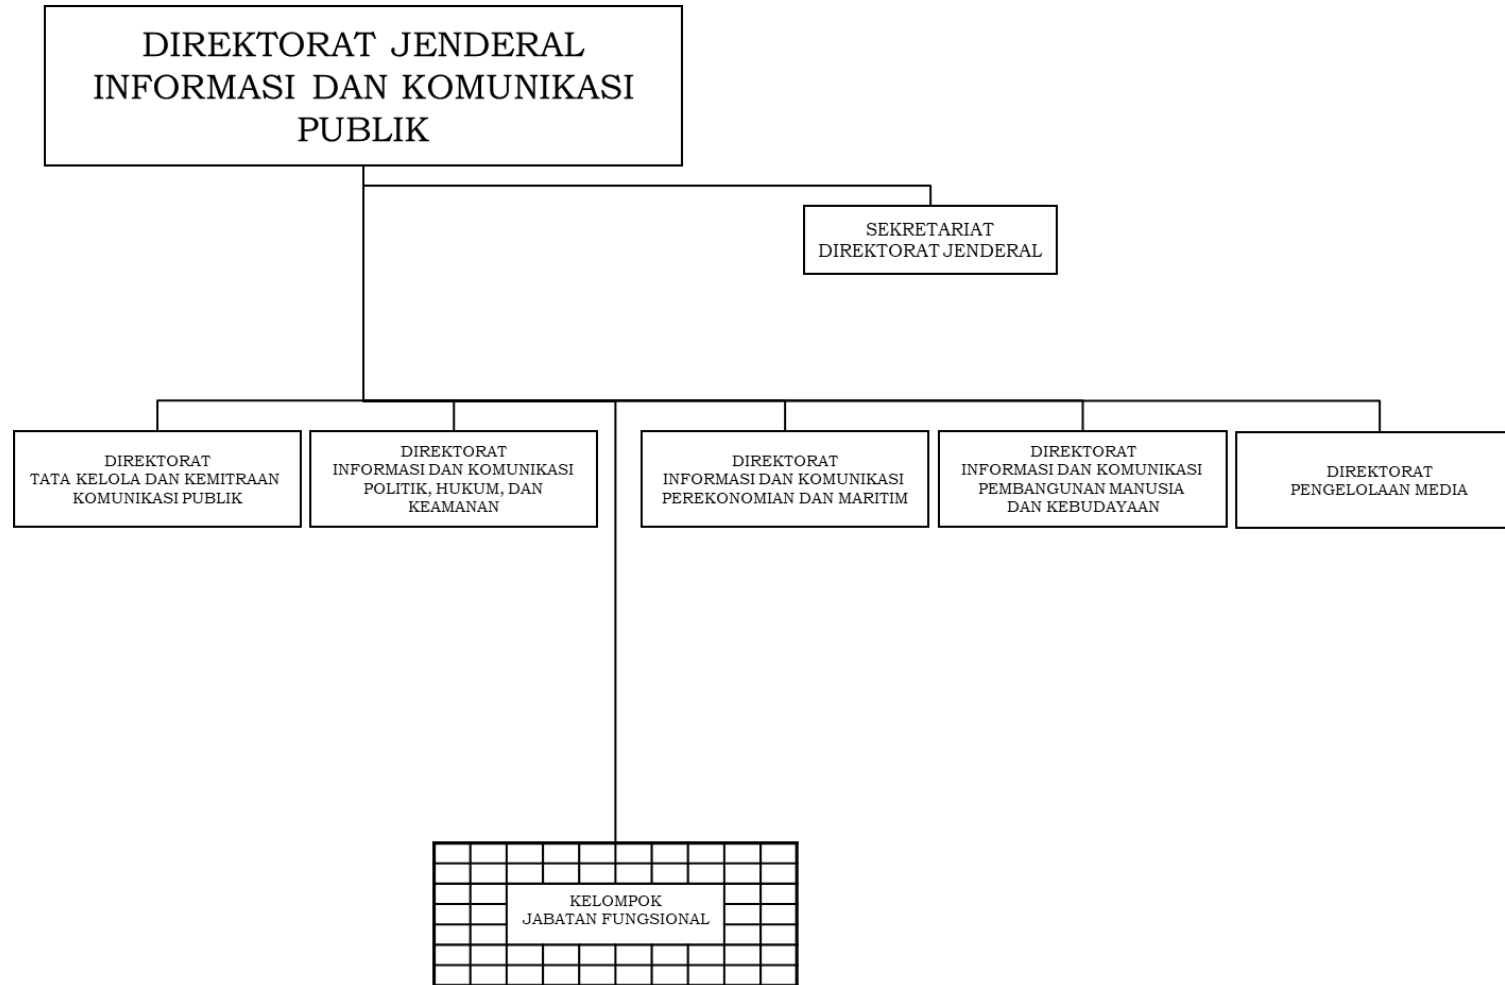 DIREKTORAT JENDERAL
INFORMASI DAN KOMUNIKASI
PUBLIK
SEKRETARIAT
DIREKTORAT JENDERAL
DIREKTORAT
TATA KELOLA DAN KEMITRAAN
KOMUNIKASI PUBLIK
DIREKTORAT
INFORMASI DAN KOMUNIKASI
POLITIK, HUKUM, DAN
KEAMANAN
DIREKTORAT
INFORMASI DAN KOMUNIKASI
PEREKONOMIAN DAN MARITIM
DIREKTORAT
INFORMASI DAN KOMUNIKASI
PEMBANGUNAN MANUSIA
DAN KEBUDAYAAN
DIREKTORAT
PENGELOLAAN MEDIA
KELOMPOK
JABATAN FUNGSIONAL